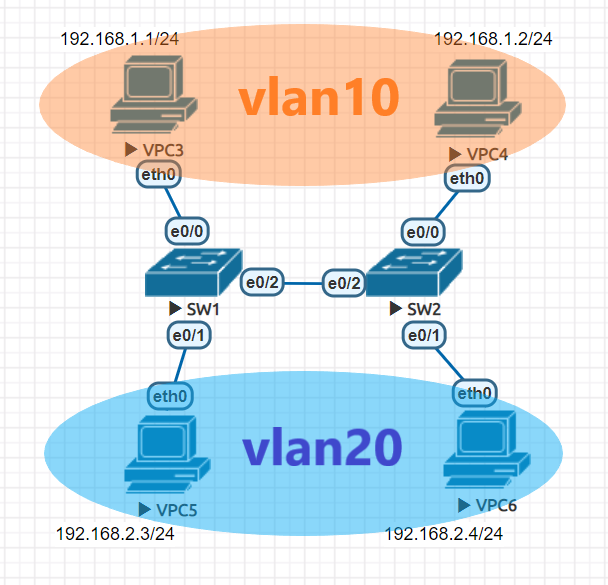 192.168.1.1/24
192.168.1.2/24
vlan10
VPC3
VPC4
eth0
eth0
e0/0
e0/0
e0/2
e0/2
SW1
SW2
e0/1
e0/1
eth0
eth0
vlan20
VPC5
VPC6
192.168.2.3/24
192.168.2.4/24